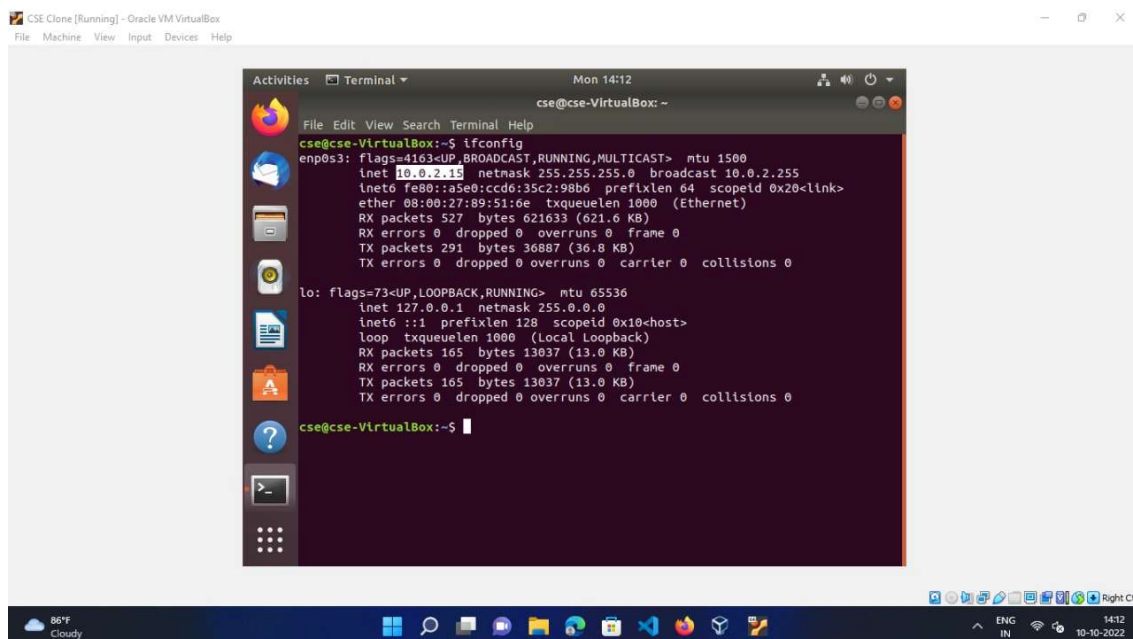 CSE Clone [Running] - Oracle VM VirtualBox
File Machine View Input Devices Help
Activities Terminal Mon 14:12
cse@cse-VirtualBox: ~
File Edit View Search Terminal Help
cse@cse-VirtualBox:~$ ifconfig
enp0s3: flags=4163<UP,BROADCAST,RUNNING,MULTICAST> mtu 1500
inet 10.0.2.15 netmask 255.255.255.0 broadcast 10.0.2.255
inet6 fe80::a5e0:ccd6:35c2:98b6 prefixlen 64 scopeid 0x20<link>
ether 08:00:27:89:51:6e txqueuelen 1000 (Ethernet)
RX packets 527 bytes 621633 (621.6 KB)
RX errors 0 dropped 0 overruns 0 frame 0
TX packets 291 bytes 36887 (36.8 KB)
TX errors 0 dropped 0 overruns 0 carrier 0 collisions 0
lo: flags=73<UP,LOOPBACK,RUNNING> mtu 65536
inet 127.0.0.1 netmask 255.0.0.0
inet6 ::1 prefixlen 128 scopeid 0x10<host>
loop txqueuelen 1000 (Local Loopback)
RX packets 165 bytes 13037 (13.0 KB)
RX errors 0 dropped 0 overruns 0 frame 0
TX packets 165 bytes 13037 (13.0 KB)
TX errors 0 dropped 0 overruns 0 carrier 0 collisions 0
cse@cse-VirtualBox:~$
Right C
86°F
Cloudy
ENG
IN
14:12
10-10-2022